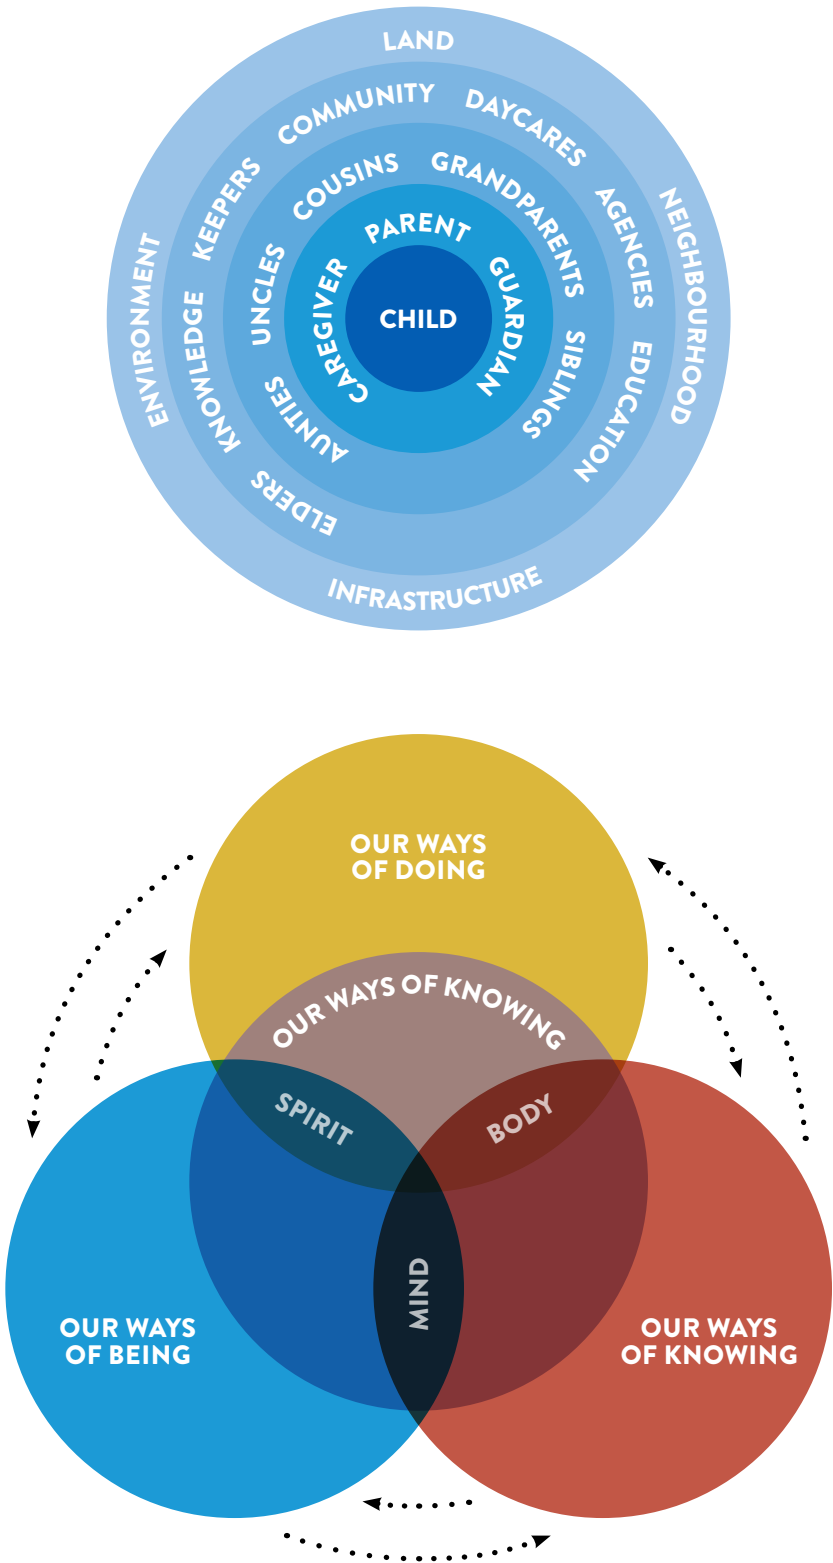 LAND
NEIGHBOURHOOD
INFRASTRUCTURE
ENVIRONMENT
COMMUNITY
DAYCARES
AGENCIES
EDUCATION
ELDERS
KNOWLEDGE KEEPERS
COUSINS
GRANDPARENTS
SIBLINGS
AUNTIES
UNCLES
PARENT
GUARDIAN
CAREGIVER
CHILD
OUR WAYS
OF DOING
OUR WAYS OF KNOWING
SPIRIT
BODY
MIND
OUR WAYS
OF BEING
OUR WAYS
OF KNOWING